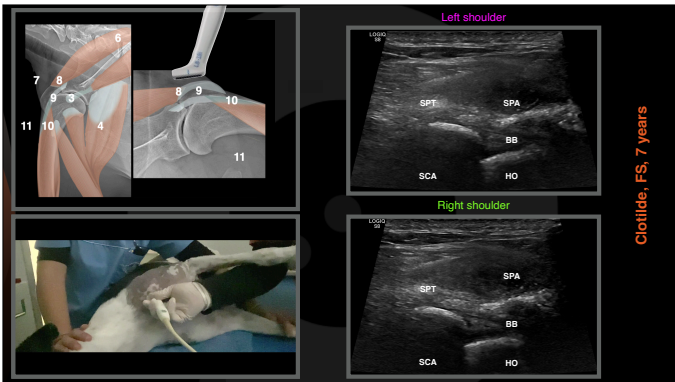 6
7
8
9
3
11
10
4
8
9
10
11
Left shoulder
LOGIQ
S8
SPT
SPA
BB
SCA
HO
Right shoulder
LOGIQ
S8
SPA
SPT
BB
SCA
HO
Clotilde, FS, 7 years